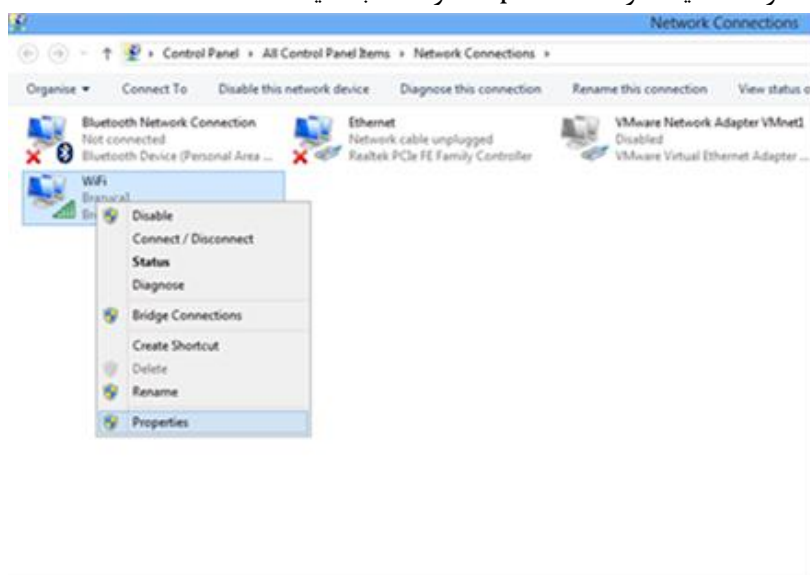 Network Connections
Control Panel › All Control Panel Items › Network Connections ›
Organise Connect To Disable this network device Diagnose this connection Rename this connection View status o
Bluetooth Network Connection
Not connected
Bluetooth Device (Personal Area ...
Ethernet
Network cable unplugged
Realtek PCIe FE Family Controller
VMware Network Adapter VMnet1
Disabled
VMware Virtual Ethernet Adapter ...
WiFi
Disable
Connect / Disconnect
Status
Diagnose
Bridge Connections
Create Shortcut
Delete
Rename
Properties